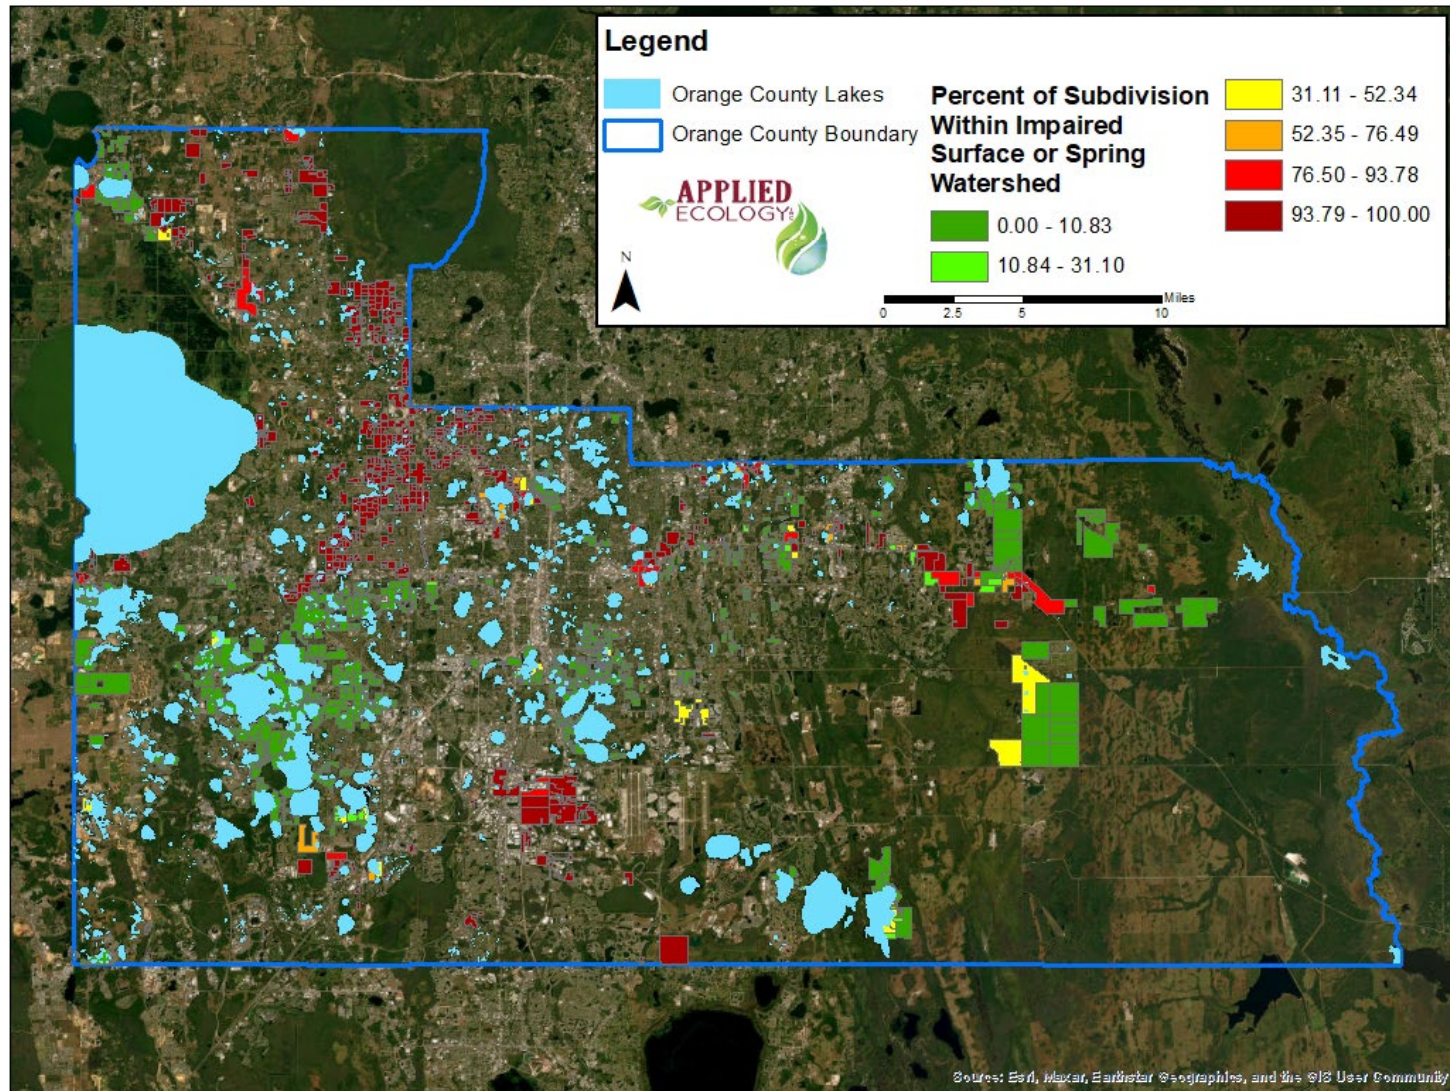 Legend
Orange County Lakes
Orange County Boundary
APPLIED
ECOLOGY
N
Percent of Subdivision
Within Impaired
Surface or Spring
Watershed
0.00 - 10.83
10.84 - 31.10
31.11 - 52.34
52.35 - 76.49
76.50 - 93.78
93.79 - 100.00
Miles
0 2.5 5 10
Source: Esri, Maxar, Earthstar Geographics, and the GIS User Community